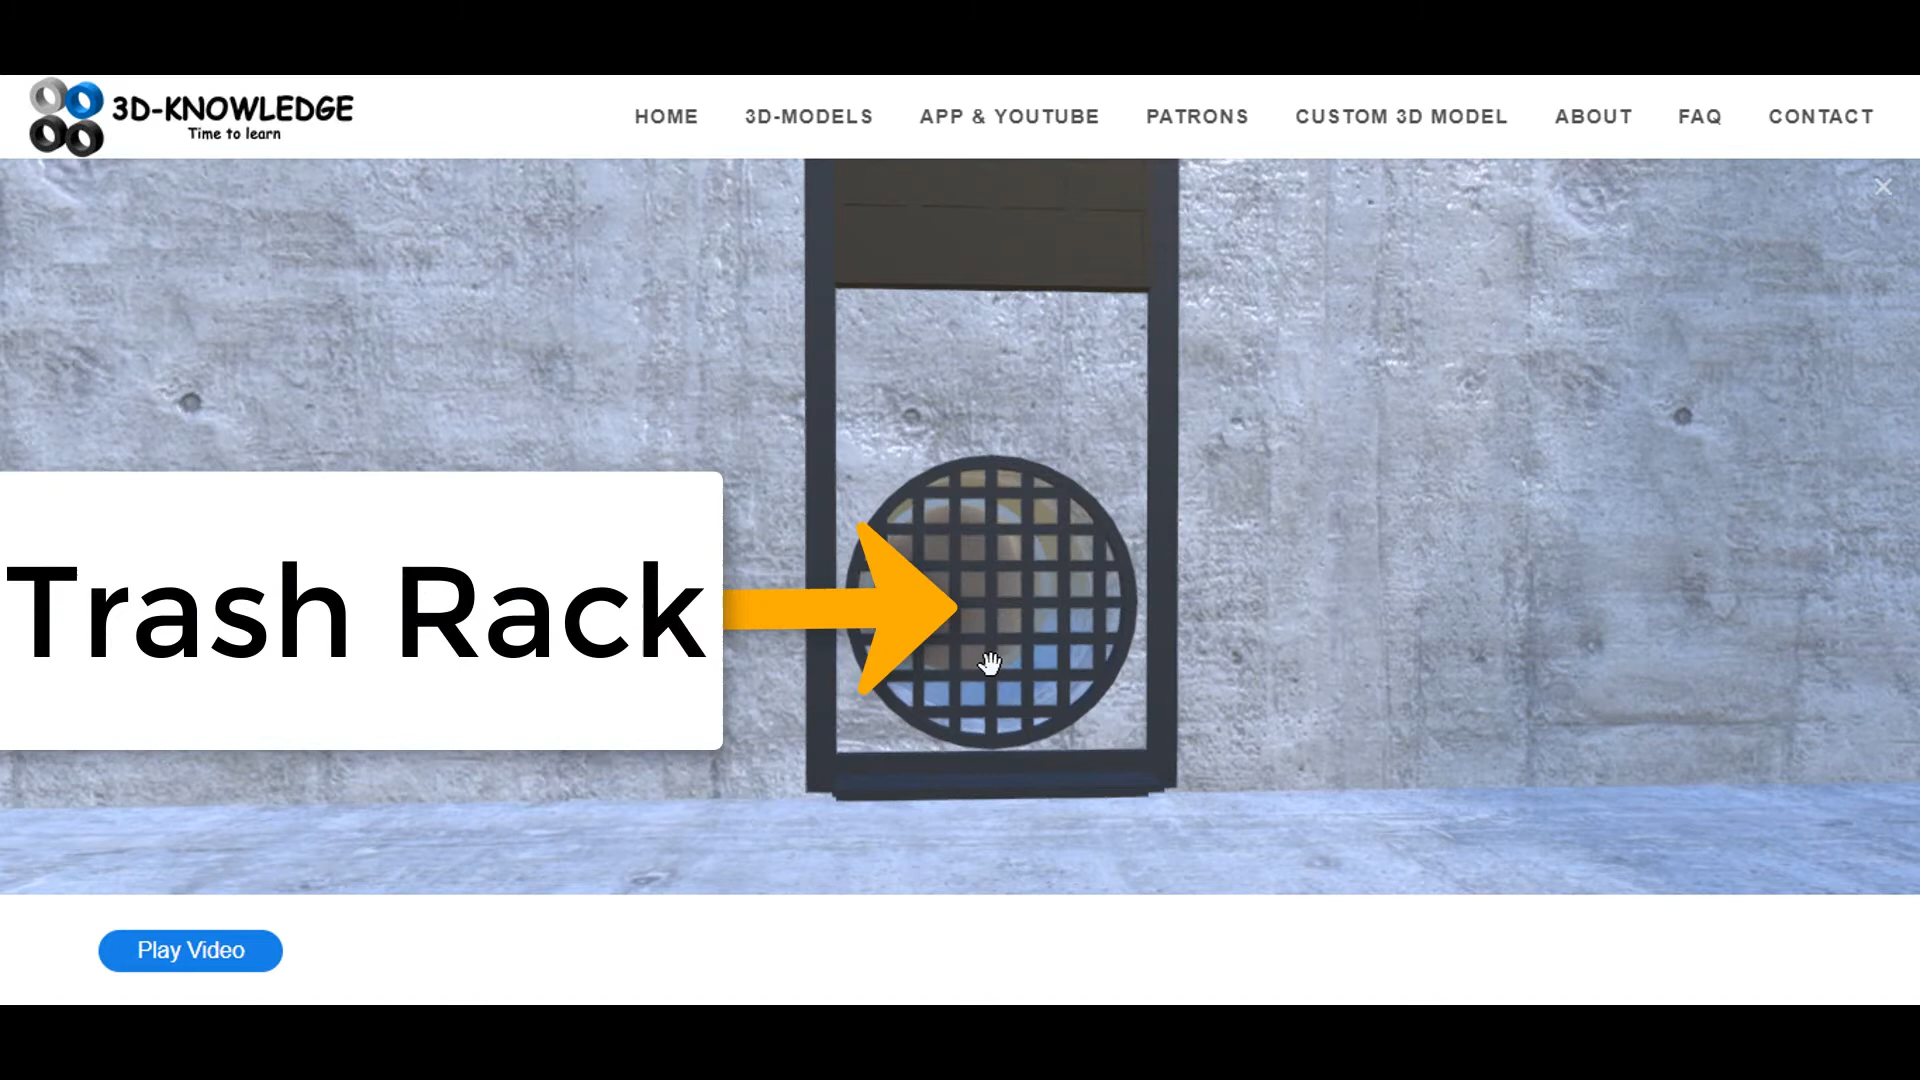 3D-KNOWLEDGE
Time to learn
HOME 3D-MODELS APP & YOUTUBE PATRONS CUSTOM 3D MODEL ABOUT FAQ CONTACT
Trash Rack
Play Video